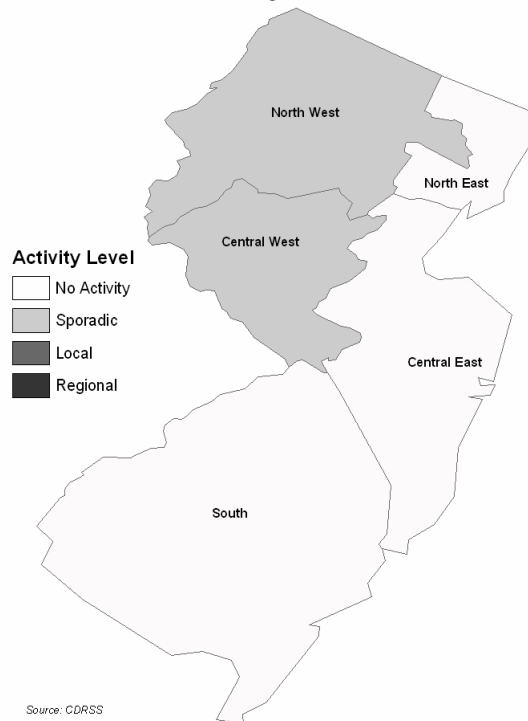 North West
North East
Central West
Activity Level
No Activity
Sporadic
Local
Regional
Central East
South
Source: CDRSS